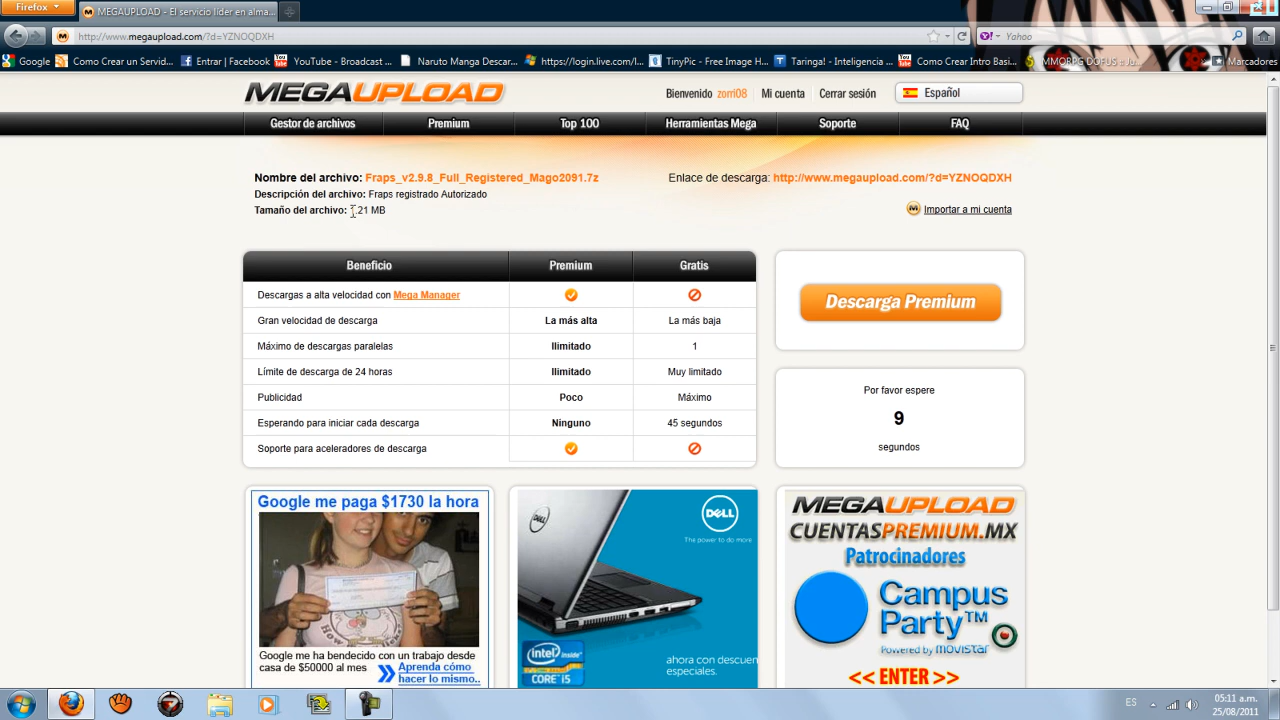 Firefox
MEGAUPLOAD - El servicio líder en alma...
http://www.megaupload.com/?d=YZNOQDXH
Yahoo
Google
Como Crear un Servid...
Entrar | Facebook
YouTube - Broadcast ...
Naruto Manga Descar...
https://login.live.com/l...
TinyPic - Free Image H...
Taringa! - Inteligencia ...
Como Crear Intro Basi...
MMORPG DOFUS :: Ju...
Marcadores
MEGAUPLOAD
Bienvenido zorri08
Mi cuenta
Cerrar sesión
Español
Gestor de archivos
Premium
Top 100
Herramientas Mega
Soporte
FAQ
Nombre del archivo: Fraps_v2.9.8_Full_Registered_Mago2091.7z
Enlace de descarga: http://www.megaupload.com/?d=YZNOQDXH
Descripción del archivo: Fraps registrado Autorizado
Tamaño del archivo: .21 MB
Importar a mi cuenta
Beneficio Premium Gratis
Descargas a alta velocidad con Mega Manager
Gran velocidad de descarga La más alta La más baja
Máximo de descargas paralelas Ilimitado 1
Límite de descarga de 24 horas Ilimitado Muy limitado
Publicidad Poco Máximo
Esperando para iniciar cada descarga Ninguno 45 segundos
Soporte para aceleradores de descarga
Descarga Premium
Por favor espere
9
segundos
Google me paga $1730 la hora
Google me ha bendecido con un trabajo desde
casa de $50000 al mes
Aprenda cómo
hacer lo mismo..
DELL
DELL
The power to do more
intel inside
CORE i5
ahora con descuen
especiales.
MEGAUPLOAD
CUENTASPREMIUM.MX
Patrocinadores
Campus
Party™
Powered by movistar
<< ENTER >>
ES
05:11 a.m.
25/08/2011